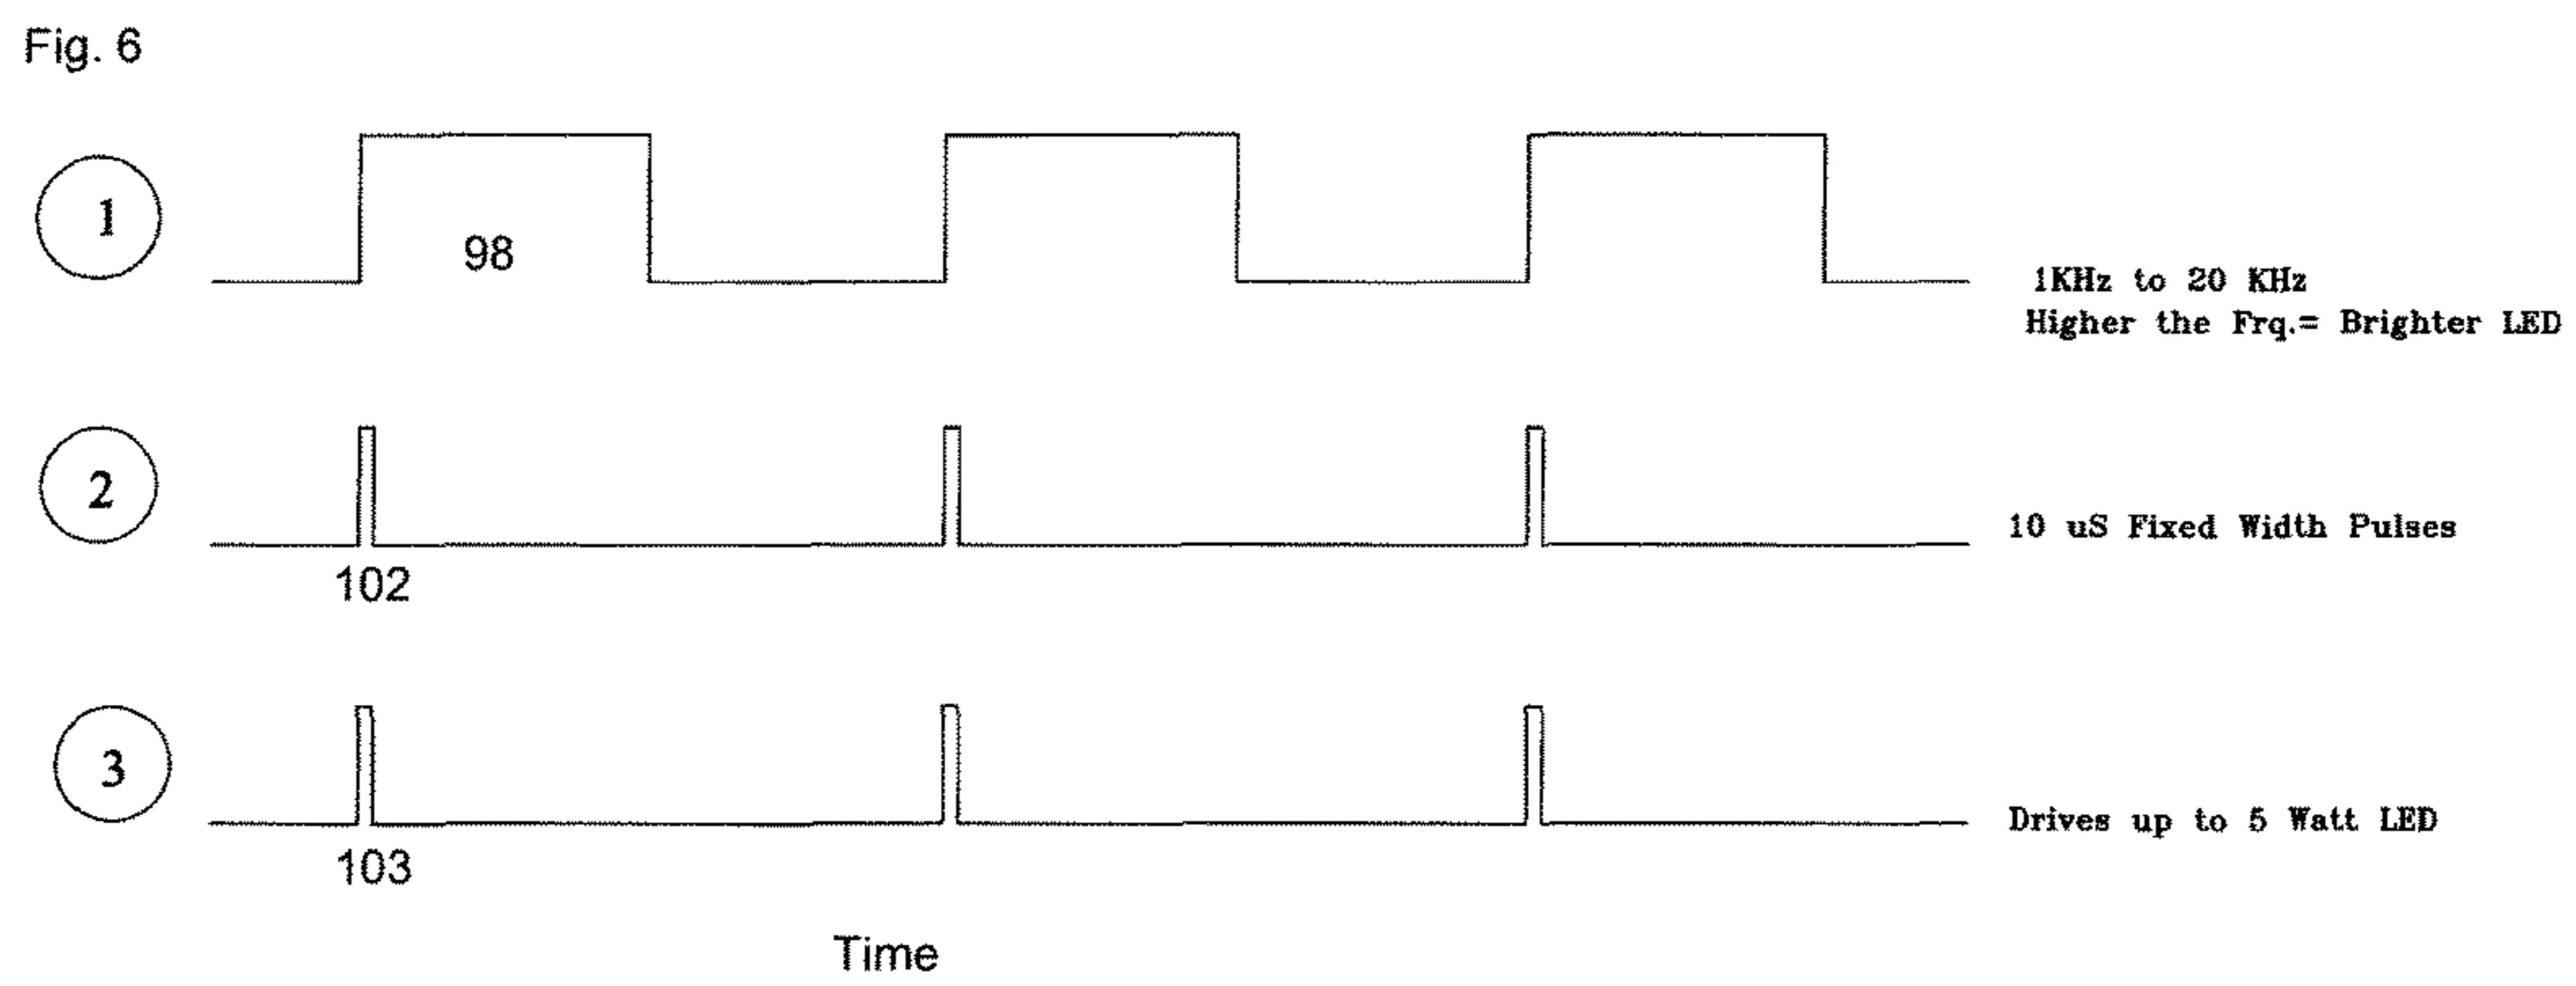 Fig. 6
1
98
1KHz to 20 KHz
Higher the Frq.= Brighter LED
2
10 uS Fixed Width Pulses
102
3
Drives up to 5 Watt LED
103
Time